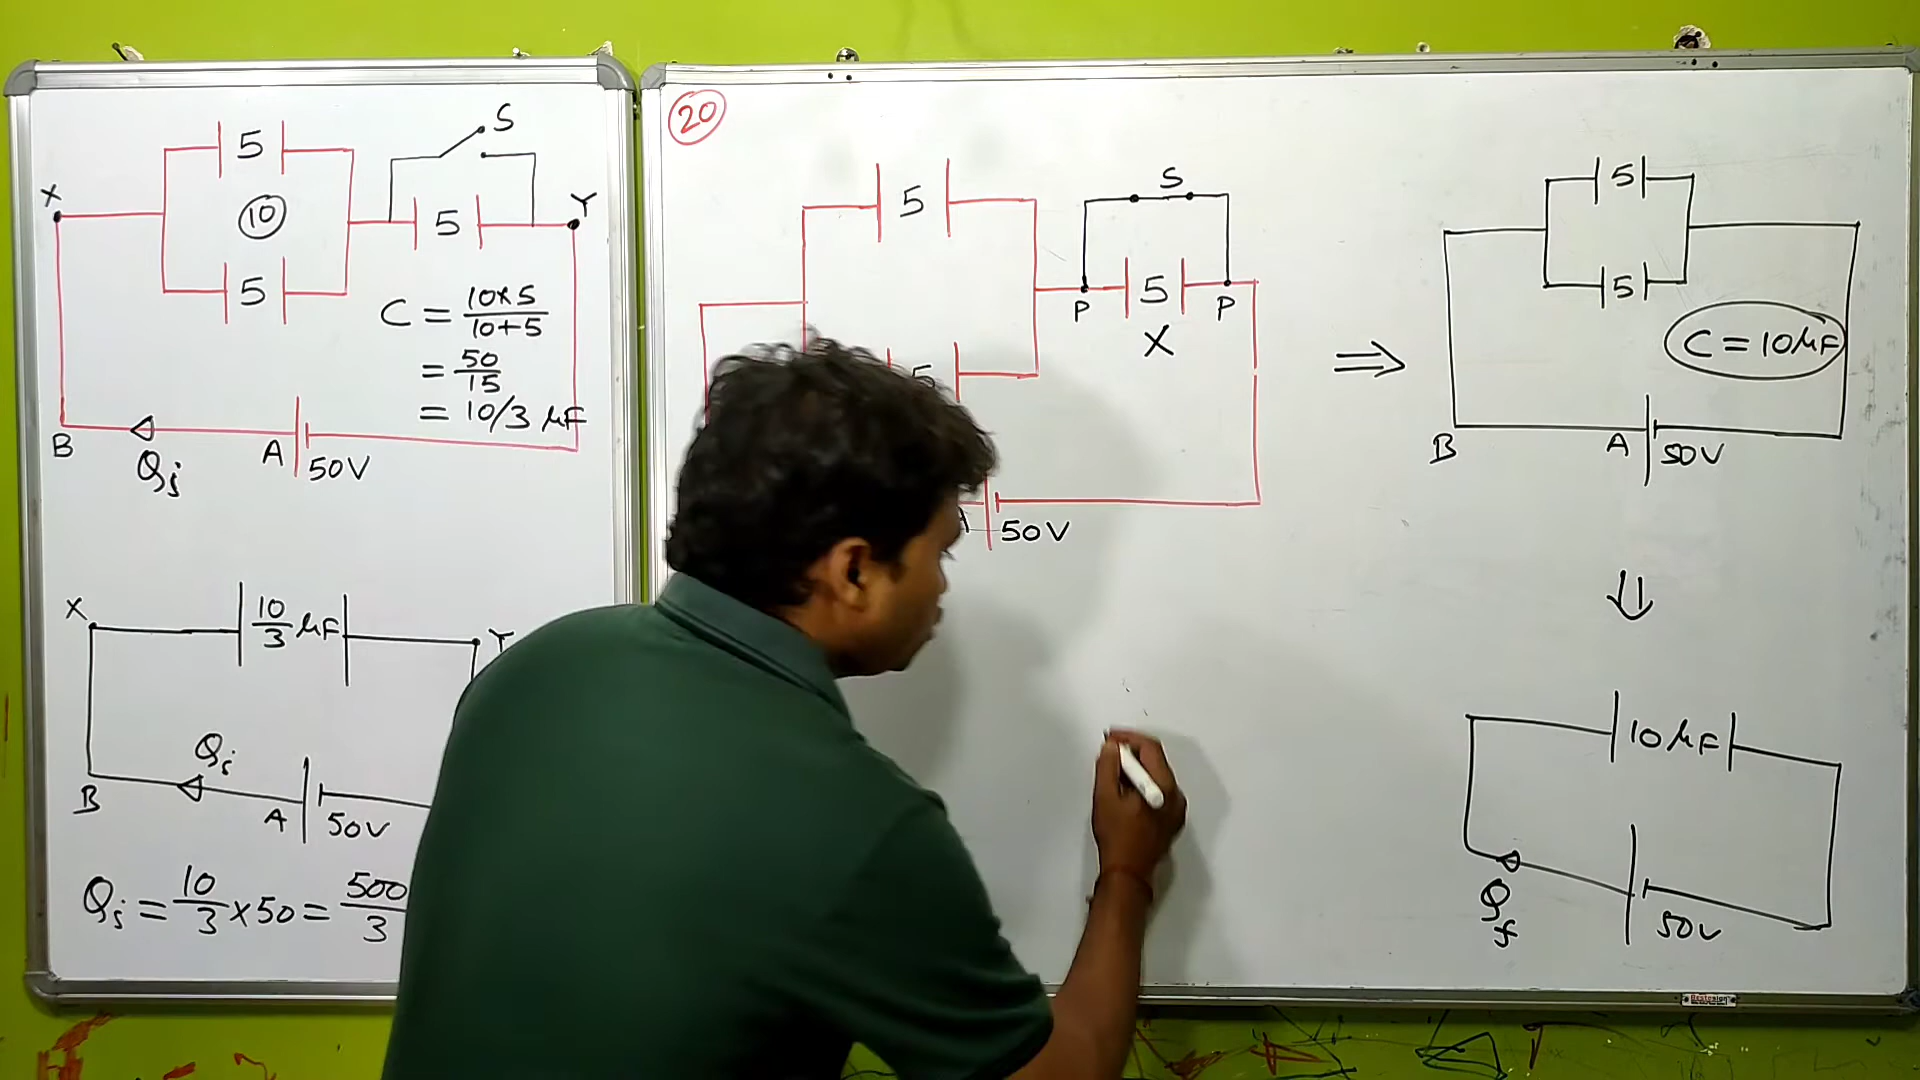 S
5
X
10
Y
5
5
C = 10×5 / 10+5
= 50 / 15
= 10/3 μF
B
Qi
A
50V
X
10/3 μF
Y
Qi
B
A
50V
Qi = 10/3 × 50 = 500/3
20
S
5
5
P
P
X
5
A
50V
⇒
5
5
C = 10μF
B
A
50V
⇓
10μF
Qf
50V